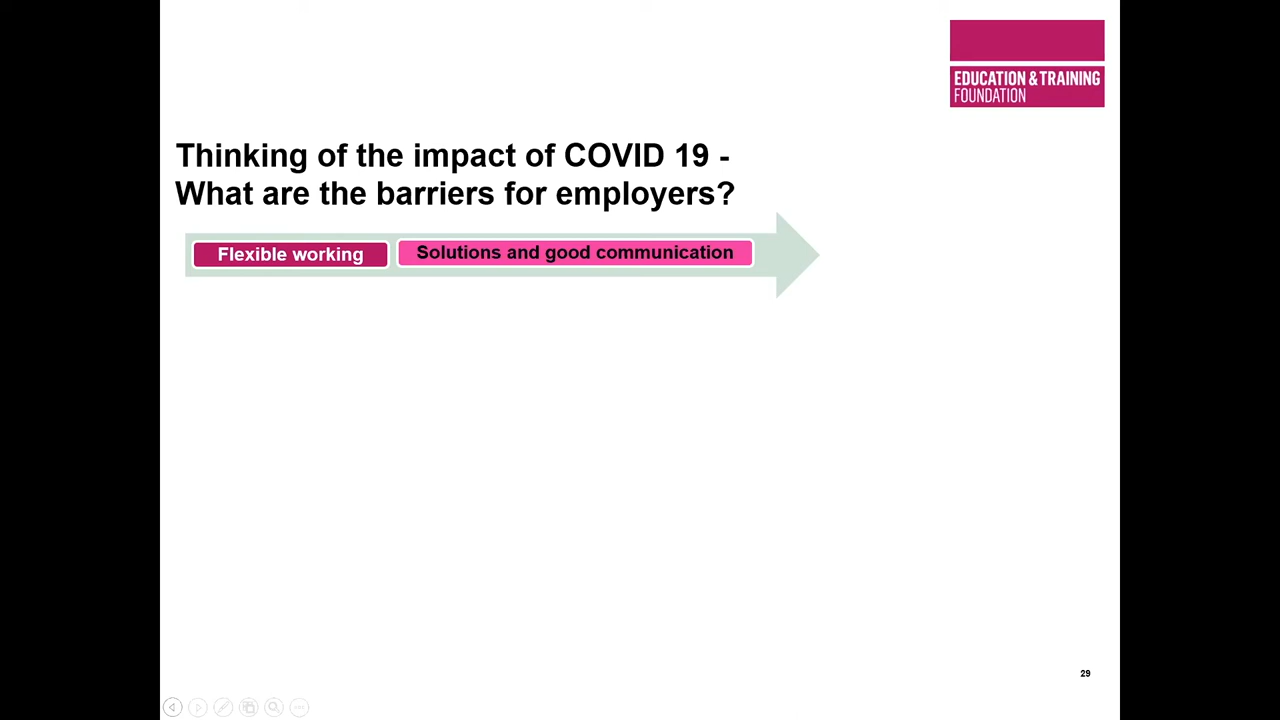 EDUCATION & TRAINING
FOUNDATION
Thinking of the impact of COVID 19 -
What are the barriers for employers?
Flexible working
Solutions and good communication
29